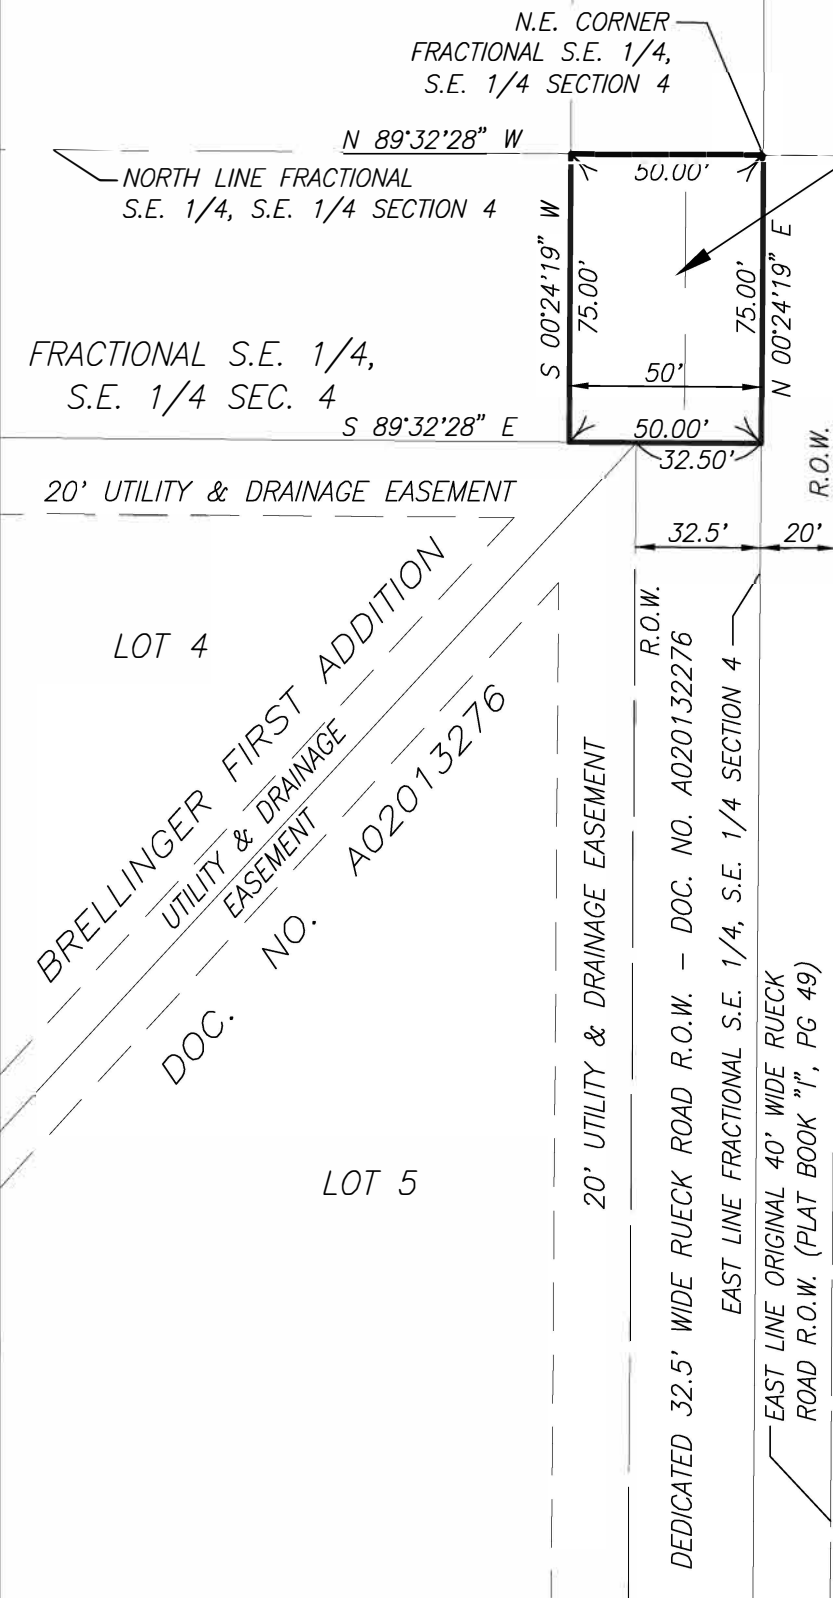 N.E. CORNER
FRACTIONAL S.E. 1/4,
S.E. 1/4 SECTION 4
N 89°32'28" W
NORTH LINE FRACTIONAL
S.E. 1/4, S.E. 1/4 SECTION 4
50.00'
S 00°24'19" W
75.00'
75.00'
N 00°24'19" E
FRACTIONAL S.E. 1/4,
S.E. 1/4 SEC. 4
50'
S 89°32'28" E
50.00'
32.50'
R.O.W.
20' UTILITY & DRAINAGE EASEMENT
32.5'
20'
LOT 4
BRELLINGER FIRST ADDITION
UTILITY & DRAINAGE
EASEMENT
DOC. NO. A02013276
LOT 5
20' UTILITY & DRAINAGE EASEMENT
R.O.W.
DEDICATED 32.5' WIDE RUECK ROAD R.O.W. - DOC. NO. A020132276
EAST LINE FRACTIONAL S.E. 1/4, S.E. 1/4 SECTION 4
EAST LINE ORIGINAL 40' WIDE RUECK
ROAD R.O.W. (PLAT BOOK "I", PG 49)